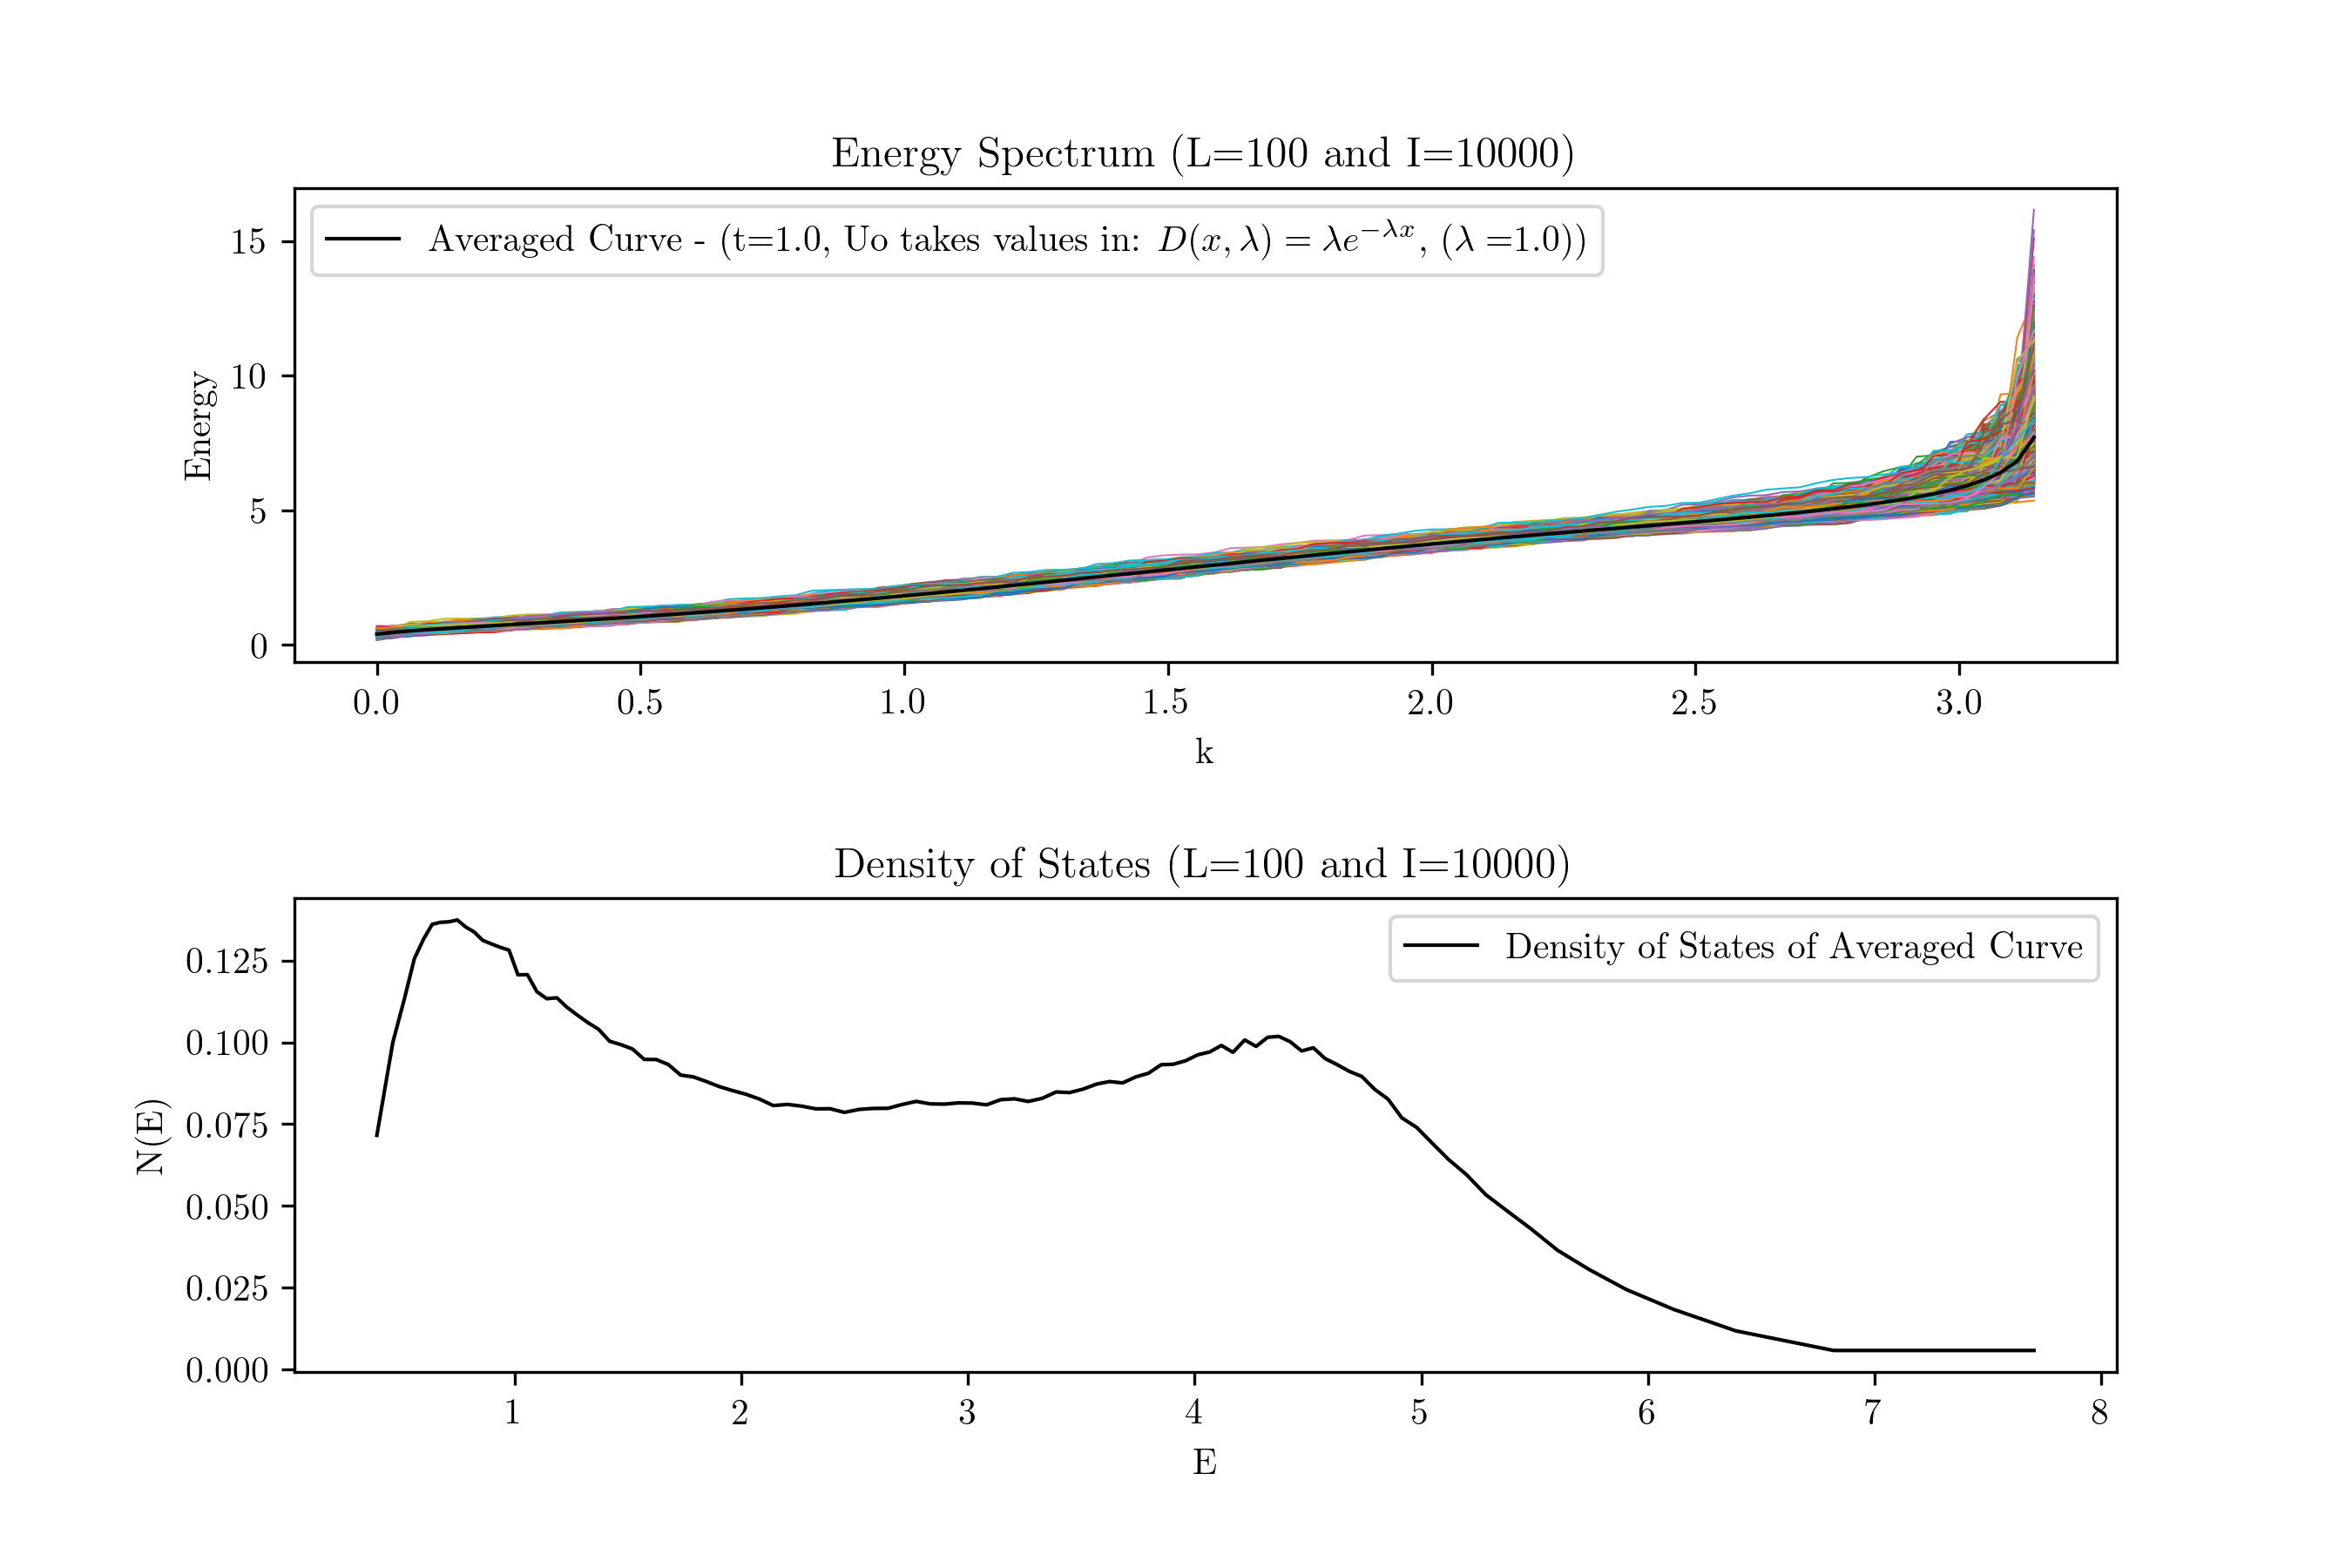 Energy Spectrum (L=100 and I=10000)
Averaged Curve - (t=1.0, Uo takes values in: D(x, λ) = λe^{−λx}, (λ =1.0))
15
10
5
0
Energy
0.0 0.5 1.0 1.5 2.0 2.5 3.0
k
Density of States (L=100 and I=10000)
Density of States of Averaged Curve
0.125
0.100
0.075
0.050
0.025
0.000
N(E)
1 2 3 4 5 6 7 8
E